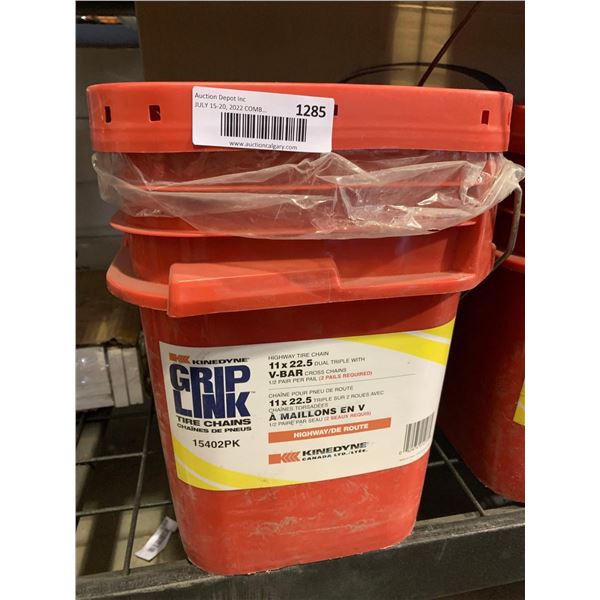 Auction Depot Inc
JULY 15-20, 2022 COMB...
1285
www.auctioncalgary.com
KINEDYNE
GRIP
LINK™
TIRE CHAINS
CHAÎNES DE PNEUS
15402PK
HIGHWAY TIRE CHAIN
11 x 22.5 DUAL TRIPLE WITH
V-BAR CROSS CHAINS
1/2 PAIR PER PAIL (2 PAILS REQUIRED)
CHAÎNE POUR PNEU DE ROUTE
11 x 22.5 TRIPLE SUR 2 ROUES AVEC
CHAÎNES TORSADÉES
À MAILLONS EN V
1/2 PAIRE PAR SEAU (2 SEAUX REQUIS)
HIGHWAY/DE ROUTE
KINEDYNE
CANADA LTD./LTÉE.